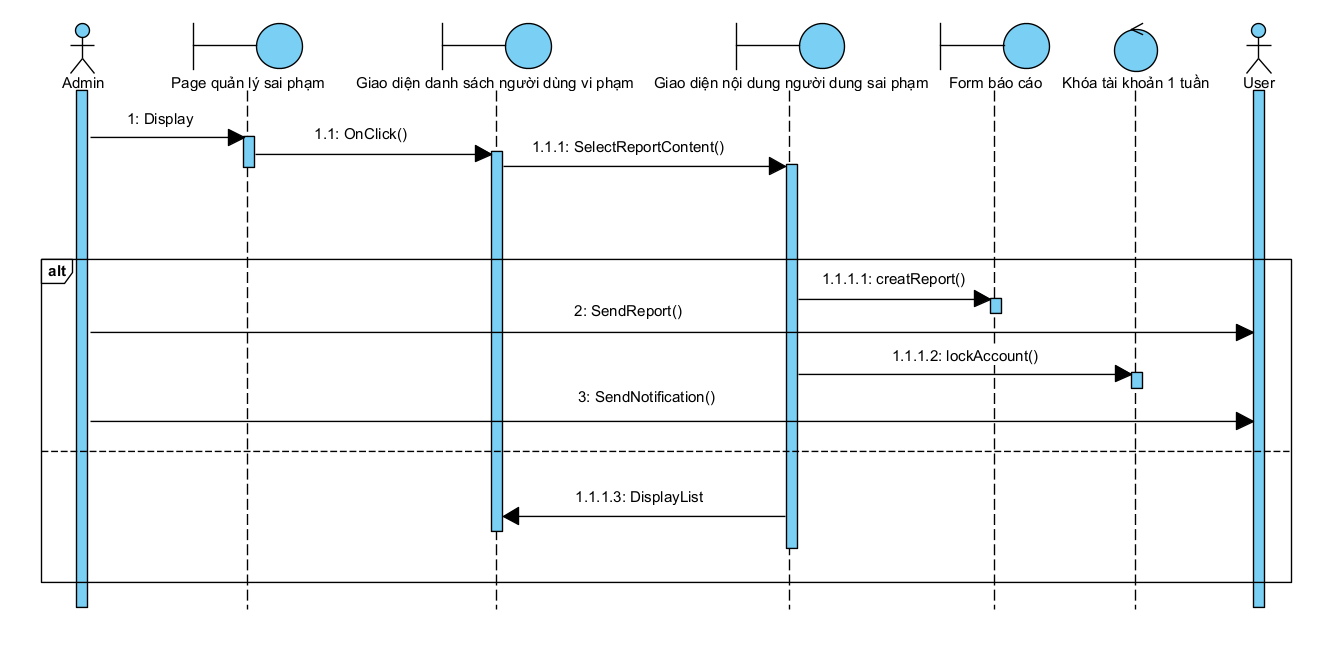 Admin
Page quản lý sai phạm
Giao diện danh sách người dùng vi phạm
Giao diện nội dung người dung sai phạm
Form báo cáo
Khóa tài khoản 1 tuần
User
1: Display
1.1: OnClick()
1.1.1: SelectReportContent()
alt
1.1.1.1: creatReport()
2: SendReport()
1.1.1.2: lockAccount()
3: SendNotification()
1.1.1.3: DisplayList